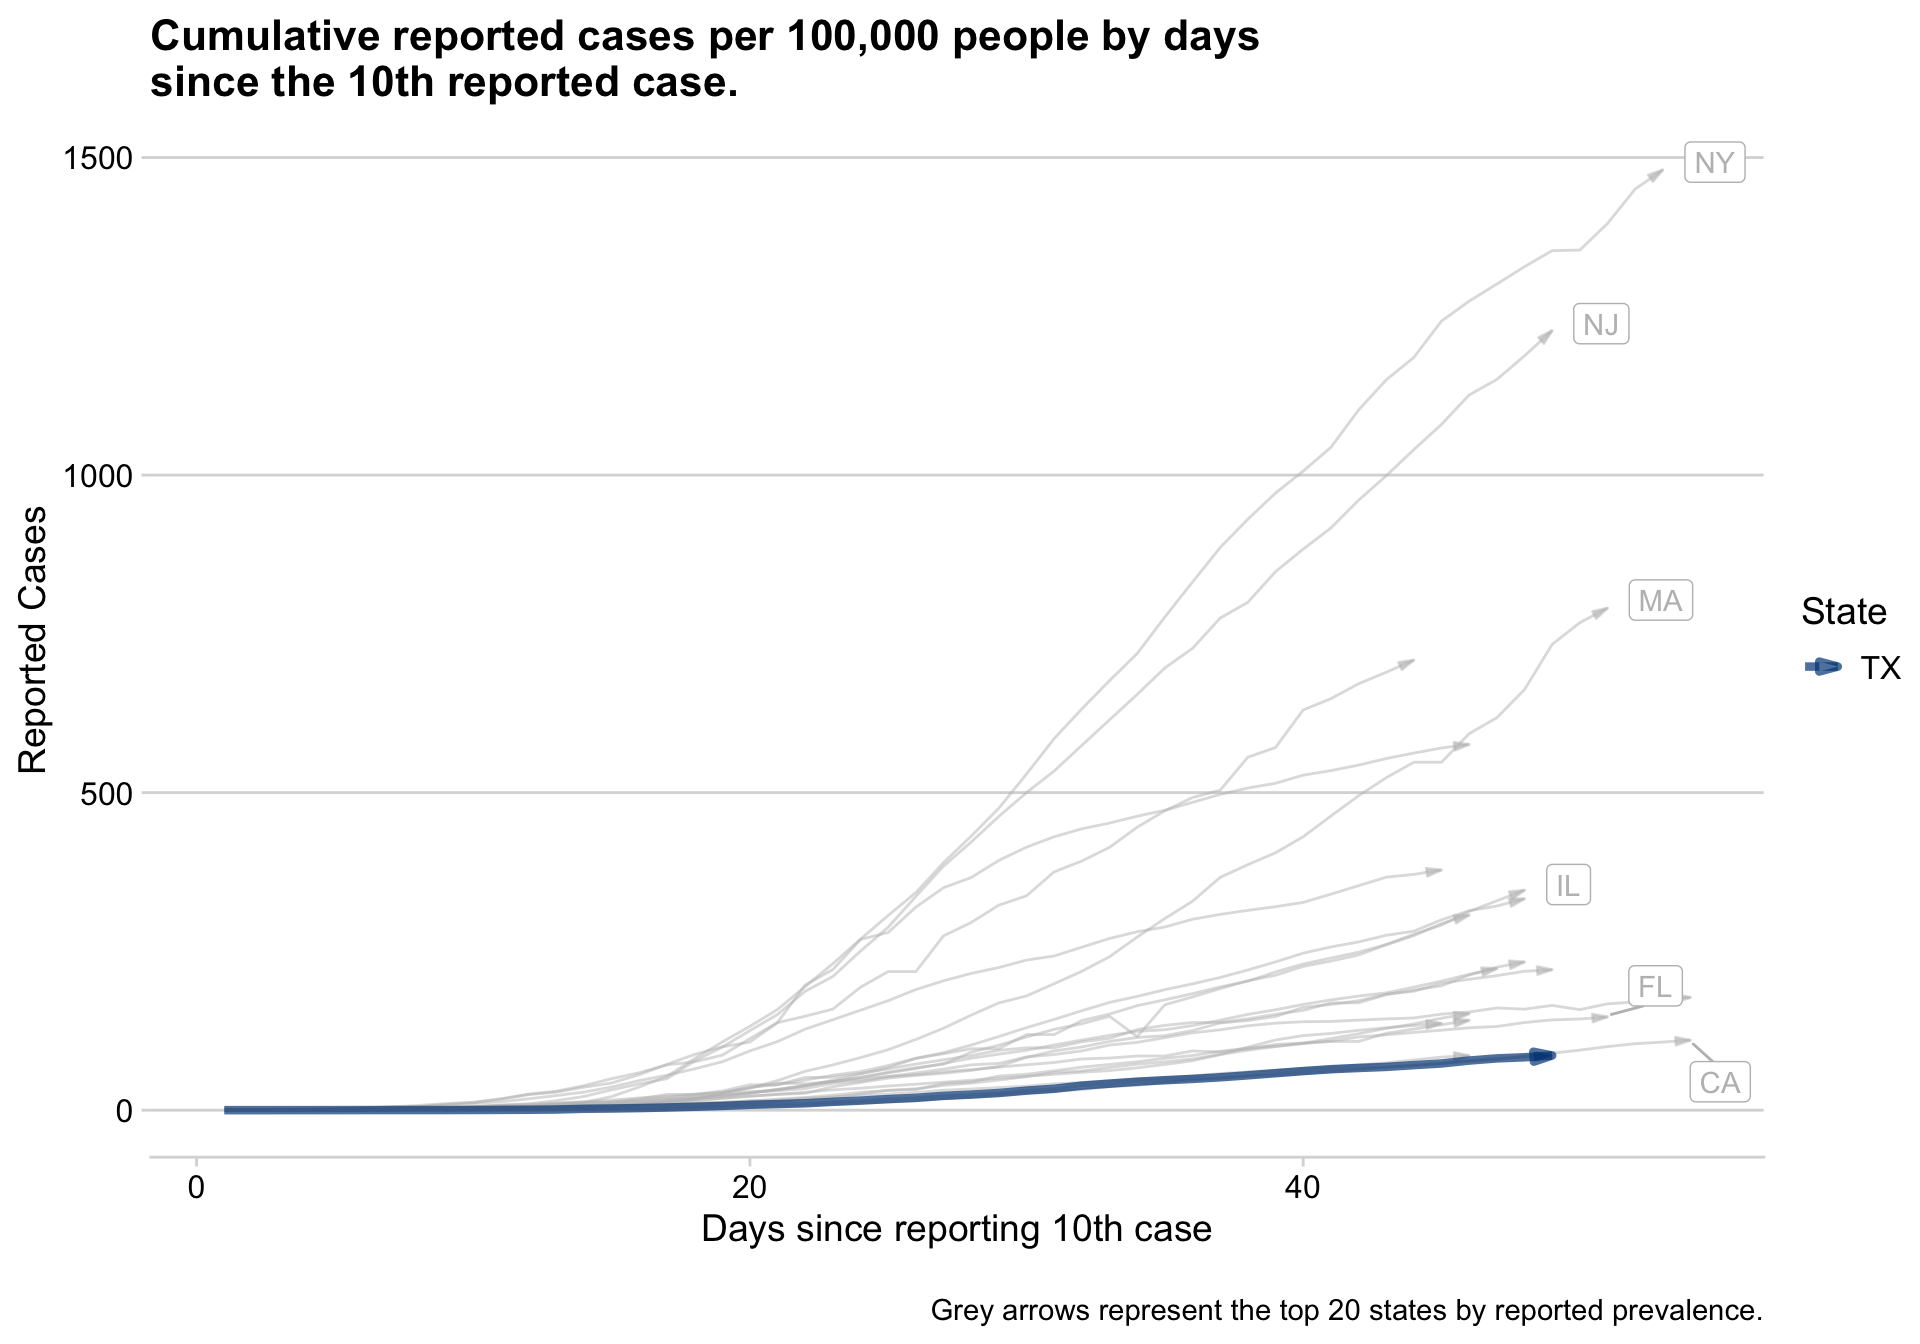 Cumulative reported cases per 100,000 people by days
since the 10th reported case.
1500
1000
500
0
Reported Cases
NY
NJ
MA
IL
FL
CA
State
TX
0
20
40
Days since reporting 10th case
Grey arrows represent the top 20 states by reported prevalence.